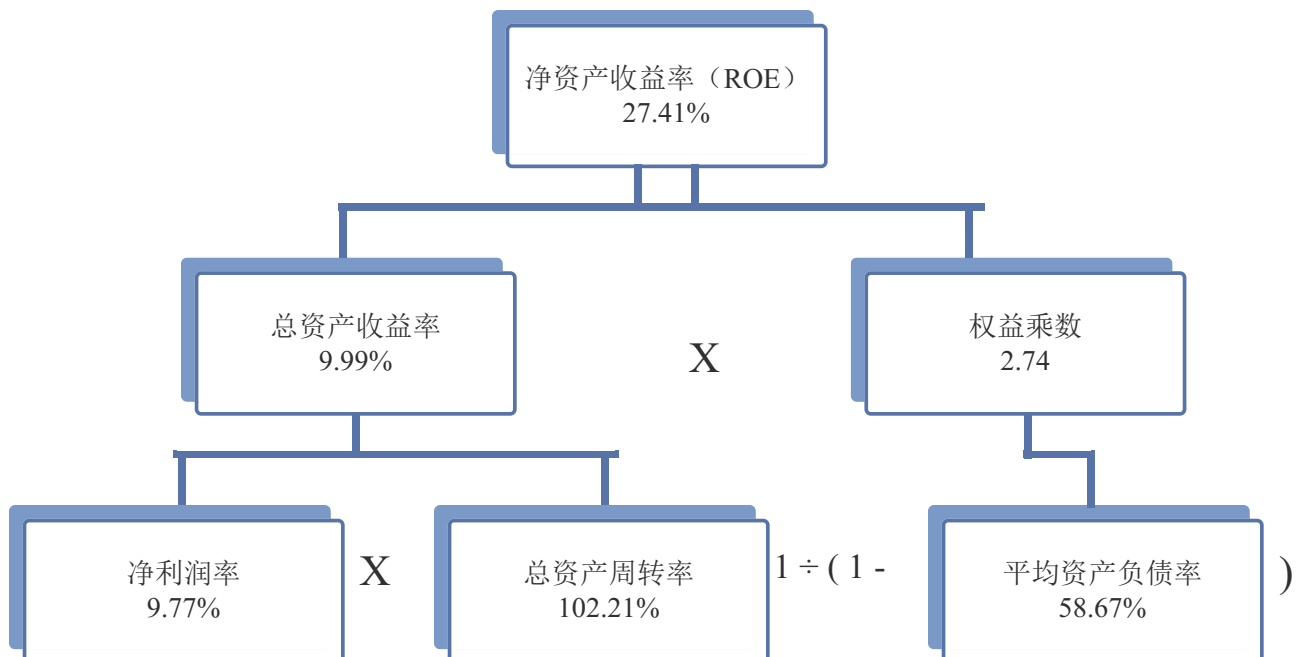 净资产收益率（ROE）
27.41%
总资产收益率
9.99%
X
权益乘数
2.74
净利润率
9.77%
X
总资产周转率
102.21%
1 ÷ ( 1 -
平均资产负债率
58.67%
)